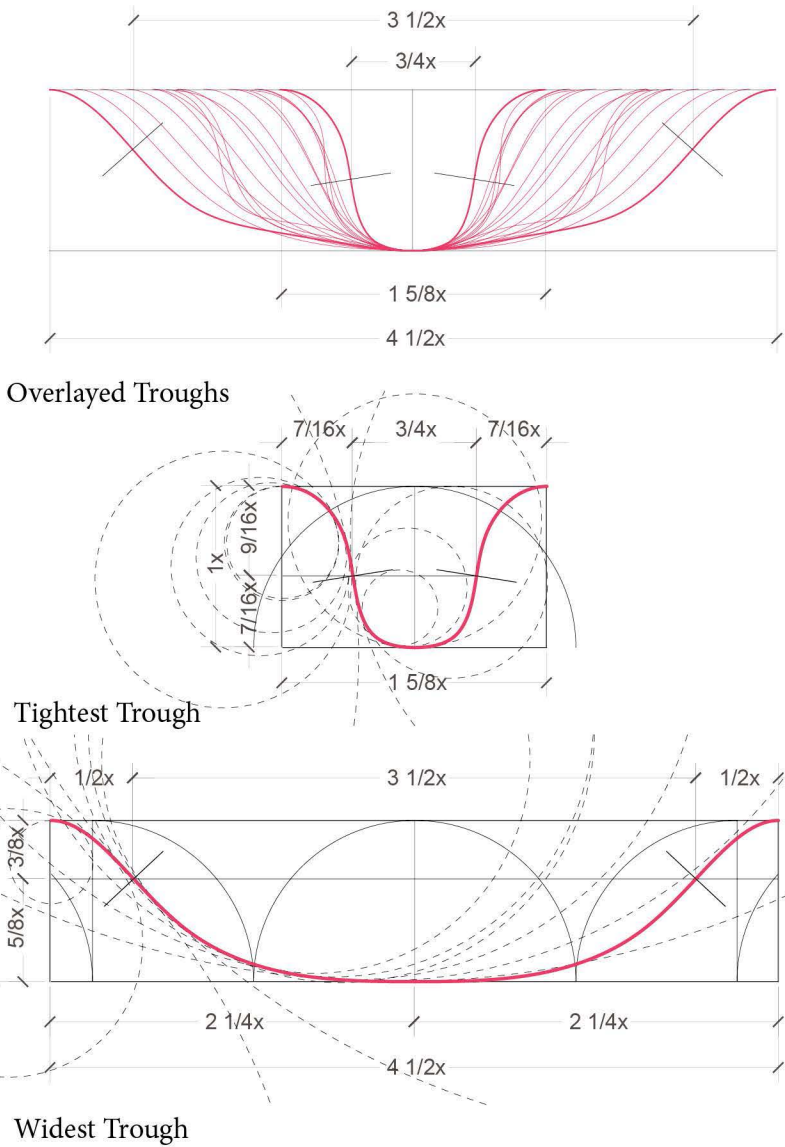 3 1/2x
3/4x
1 5/8x
4 1/2x
Overlayed Troughs
7/16x 3/4x 7/16x
9/16x
1x
7/16x
1 5/8x
Tightest Trough
1/2x 3 1/2x 1/2x
3/8x
5/8x
2 1/4x 2 1/4x
4 1/2x
Widest Trough